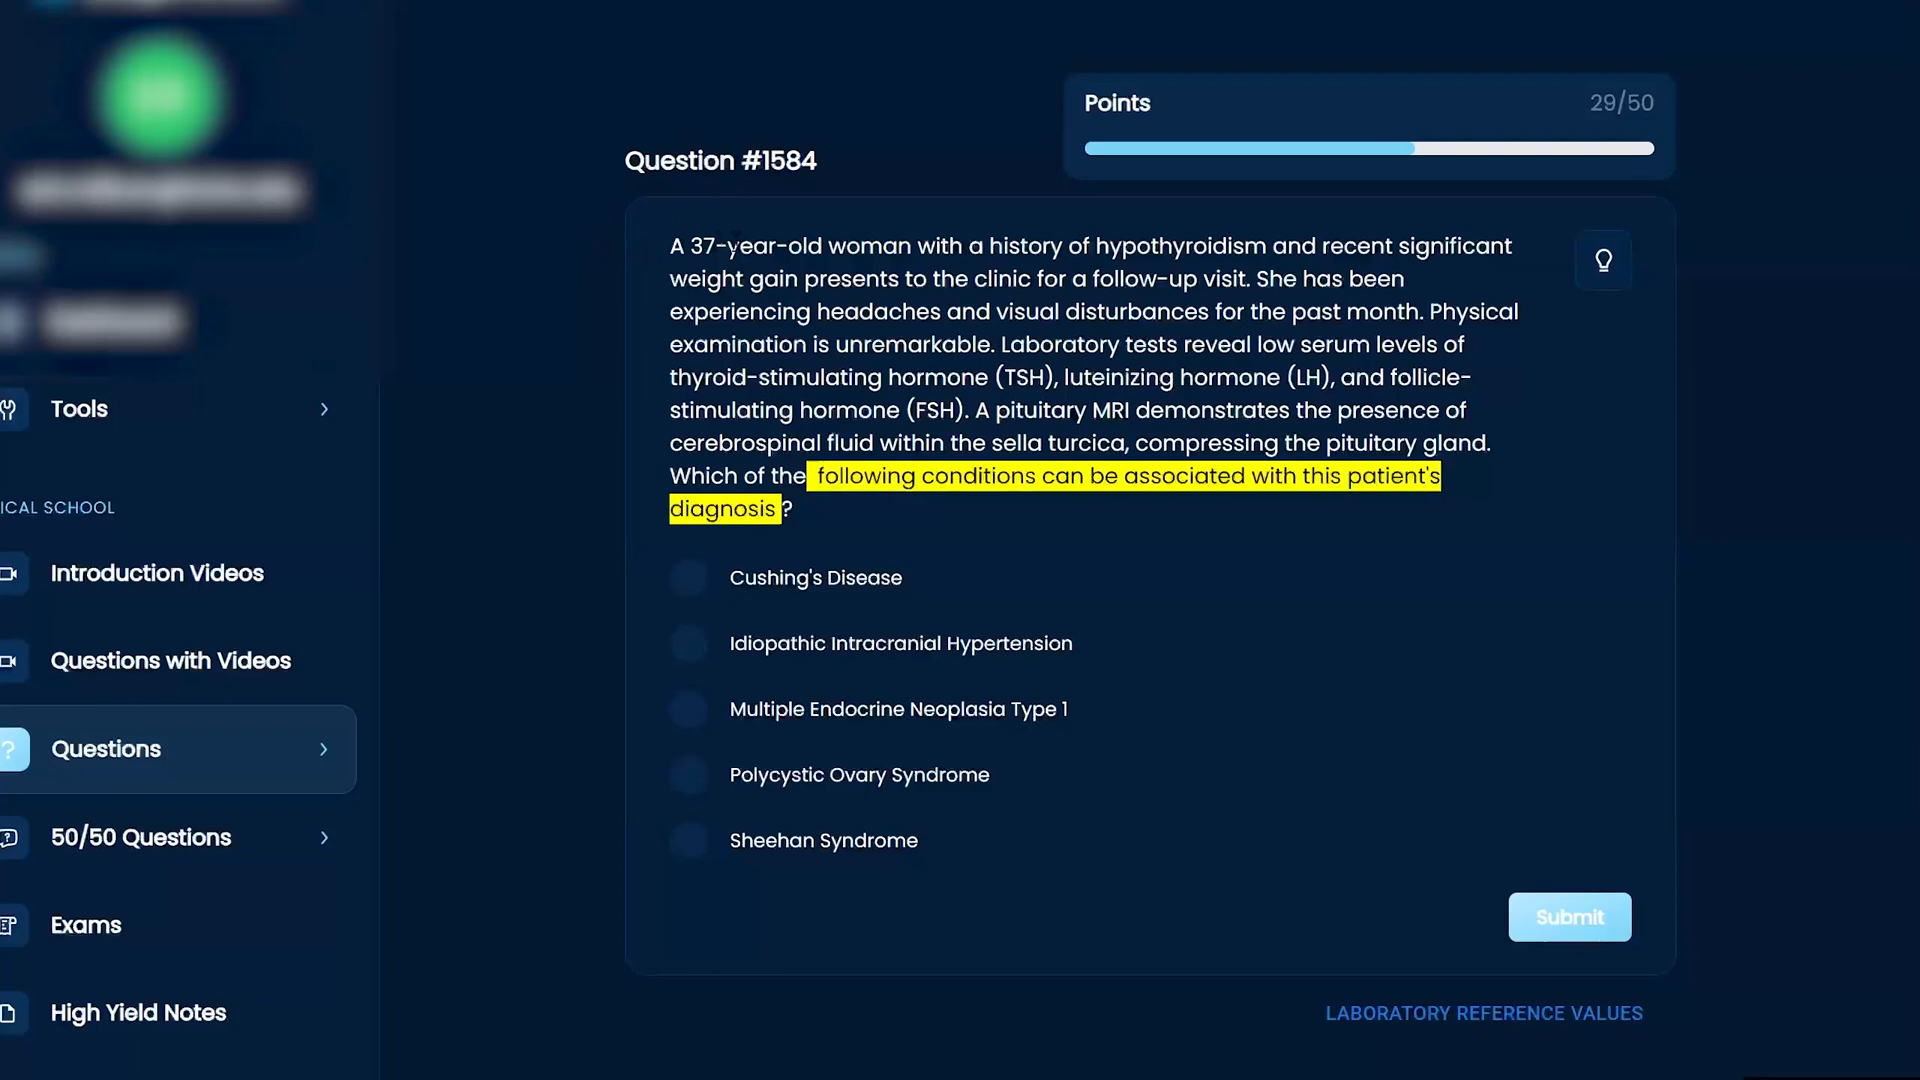 Points
29/50
Question #1584
A 37-year-old woman with a history of hypothyroidism and recent significant
weight gain presents to the clinic for a follow-up visit. She has been
experiencing headaches and visual disturbances for the past month. Physical
examination is unremarkable. Laboratory tests reveal low serum levels of
thyroid-stimulating hormone (TSH), luteinizing hormone (LH), and follicle-
stimulating hormone (FSH). A pituitary MRI demonstrates the presence of
cerebrospinal fluid within the sella turcica, compressing the pituitary gland.
Which of the following conditions can be associated with this patient's
diagnosis ?
Cushing's Disease
Idiopathic Intracranial Hypertension
Multiple Endocrine Neoplasia Type 1
Polycystic Ovary Syndrome
Sheehan Syndrome
Submit
LABORATORY REFERENCE VALUES
Tools
ICAL SCHOOL
Introduction Videos
Questions with Videos
Questions
50/50 Questions
Exams
High Yield Notes